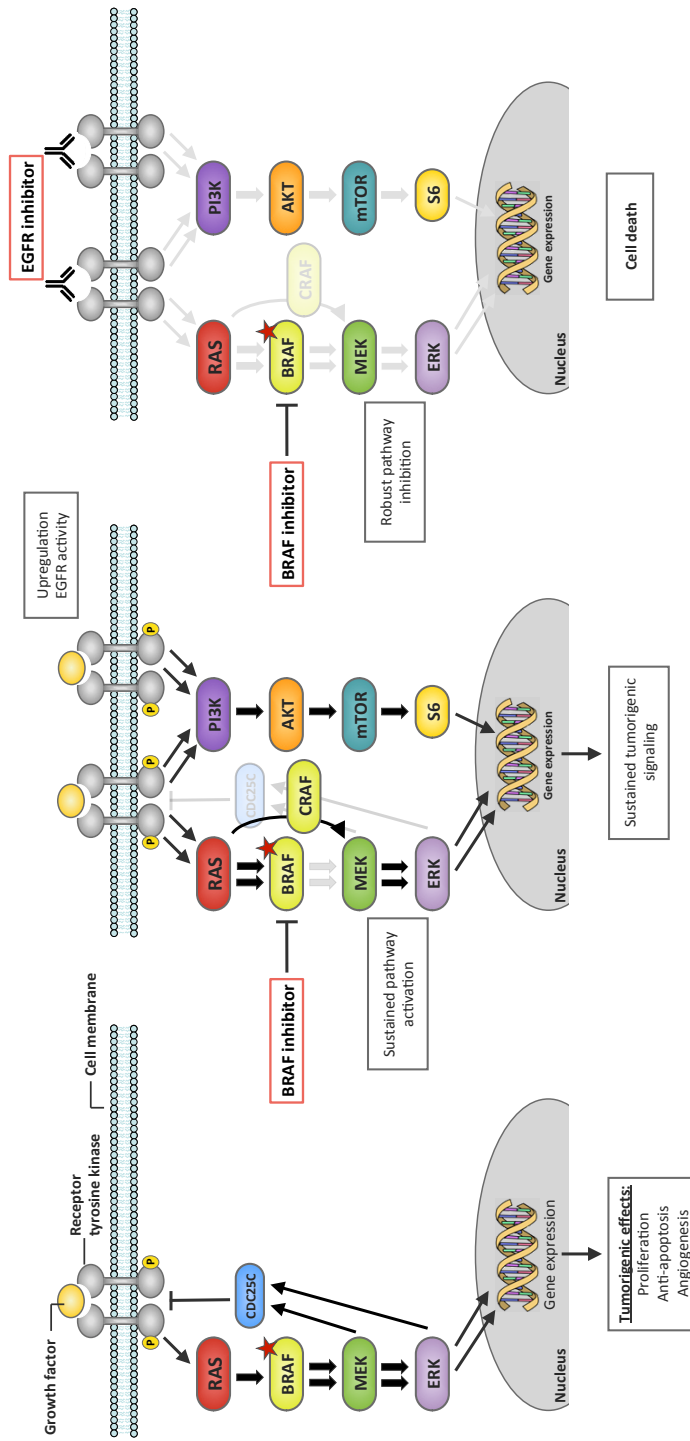 Growth factor
Receptor
tyrosine kinase
Cell membrane
P
P
RAS
BRAF
MEK
ERK
CDC25C
Gene expression
Nucleus
Tumorigenic effects:
Proliferation
Anti-apoptosis
Angiogenesis
Upregulation
EGFR activity
P
P
P
P
RAS
PI3K
CDC25C
BRAF inhibitor
BRAF
CRAF
AKT
MEK
mTOR
Sustained pathway
activation
ERK
S6
Gene expression
Nucleus
Sustained tumorigenic
signaling
EGFR inhibitor
RAS
PI3K
BRAF inhibitor
BRAF
CRAF
AKT
MEK
mTOR
Robust pathway
inhibition
ERK
S6
Gene expression
Nucleus
Cell death